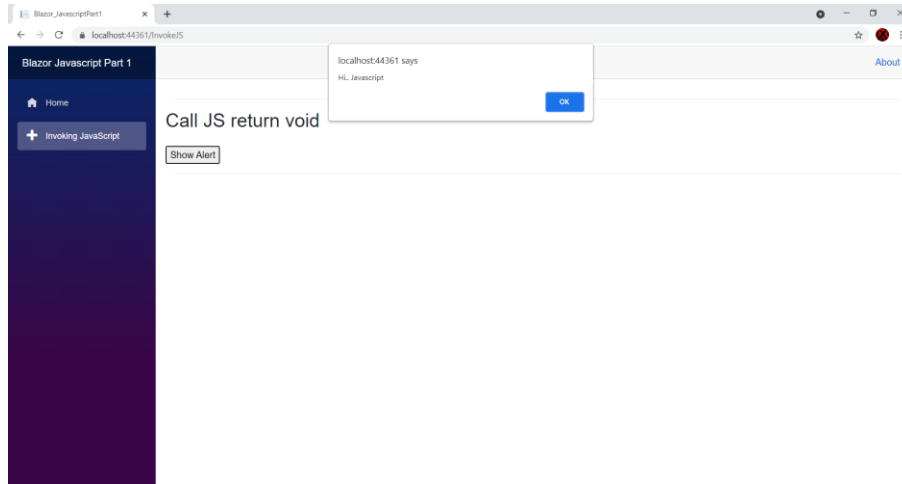 Blazor_JavascriptPart1
localhost:44361/InvokeJS
Blazor Javascript Part 1
localhost:44361 says
Hi.. Javascript
OK
About
Home
Invoking JavaScript
Call JS return void
Show Alert